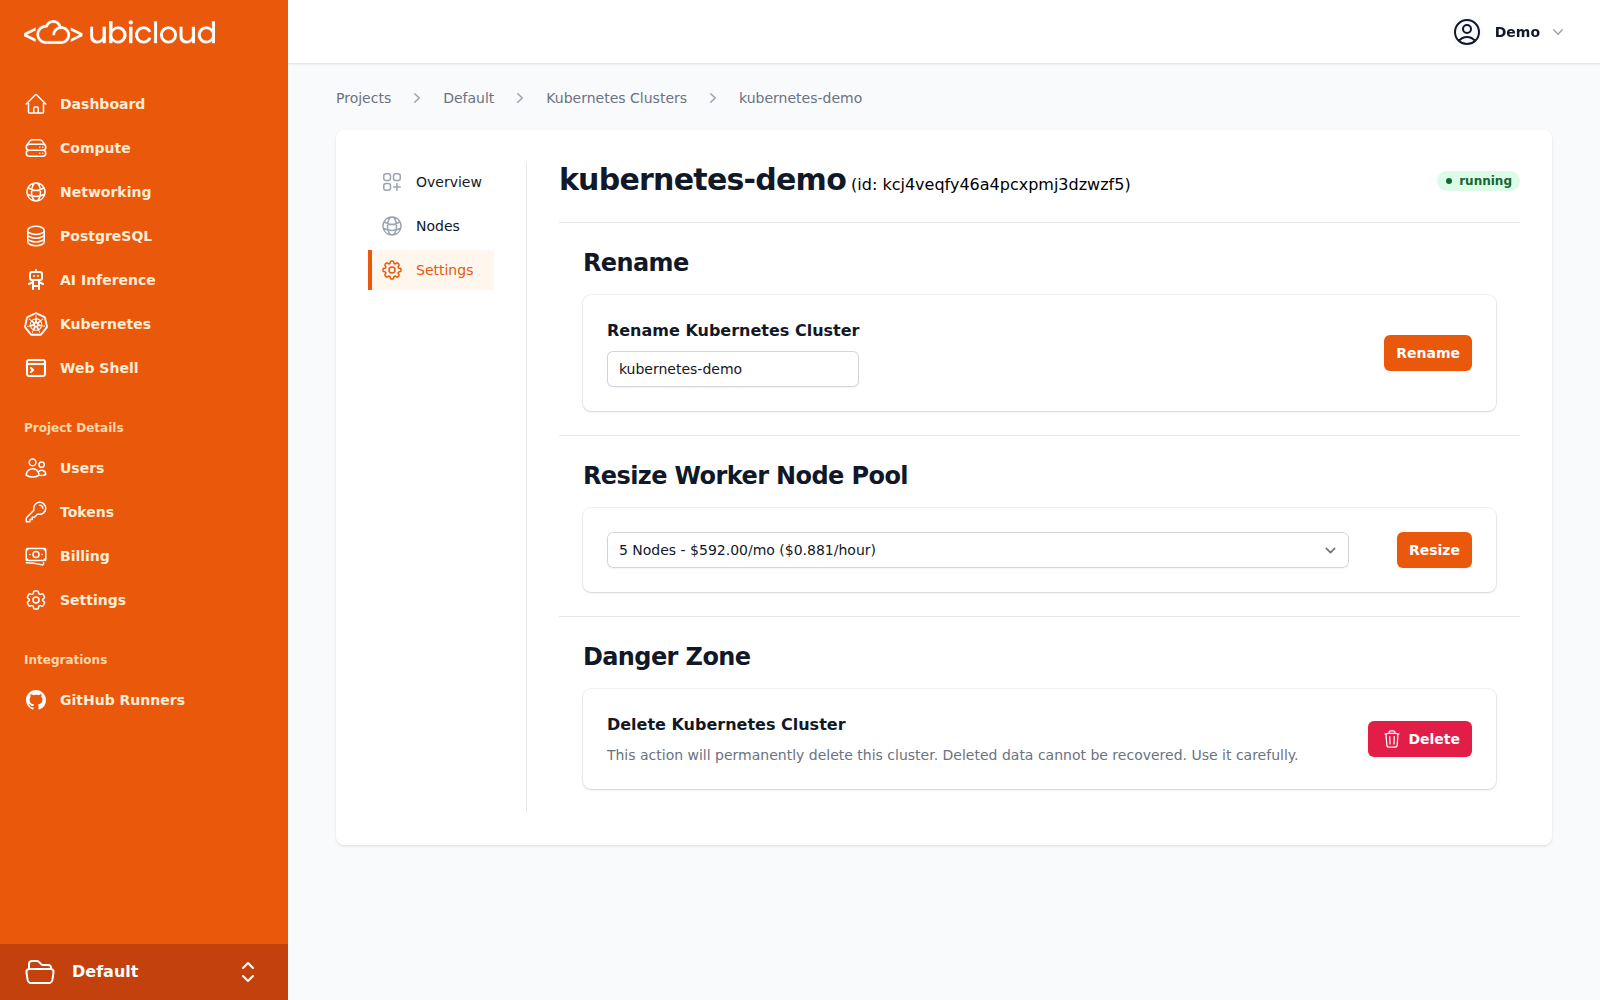 ubicloud
Dashboard
Compute
Networking
PostgreSQL
AI Inference
Kubernetes
Web Shell
Project Details
Users
Tokens
Billing
Settings
Integrations
GitHub Runners
Default
Demo
Projects
Default
Kubernetes Clusters
kubernetes-demo
Overview
Nodes
Settings
kubernetes-demo (id: kcj4veqfy46a4pcxpmj3dzwzf5)
running
Rename
Rename Kubernetes Cluster
kubernetes-demo
Rename
Resize Worker Node Pool
5 Nodes - $592.00/mo ($0.881/hour)
Resize
Danger Zone
Delete Kubernetes Cluster
This action will permanently delete this cluster. Deleted data cannot be recovered. Use it carefully.
Delete